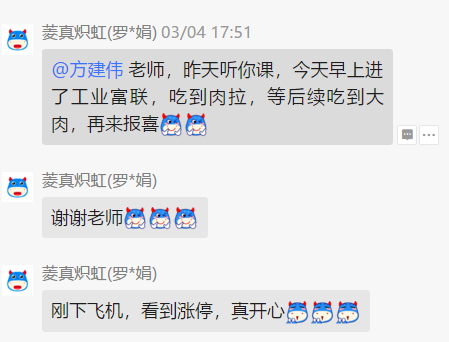 蒌真炽虹(罗*娟) 03/04 17:51
@方建伟 老师，昨天听你课，今天早上进
了工业富联，吃到肉拉，等后续吃到大
肉，再来报喜
蒌真炽虹(罗*娟)
谢谢老师
蒌真炽虹(罗*娟)
刚下飞机，看到涨停，真开心